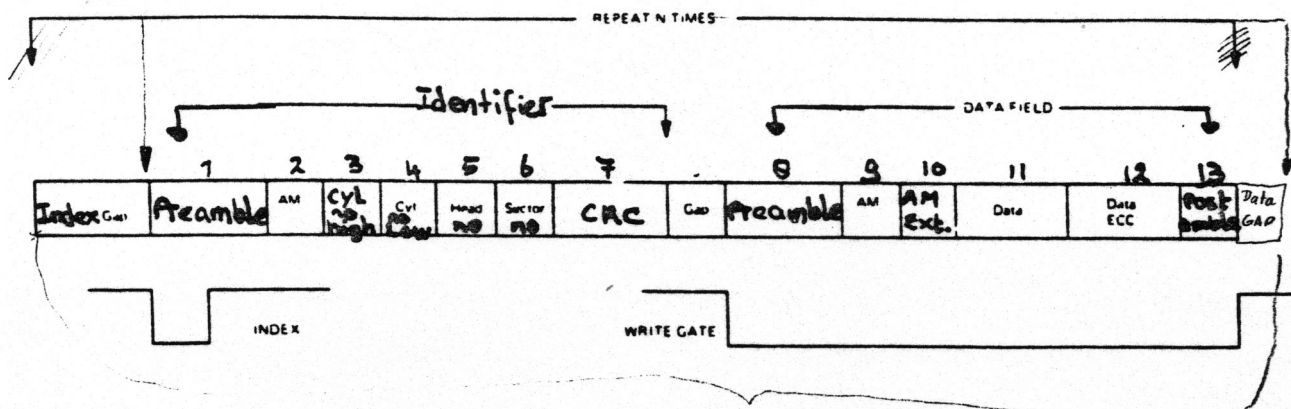 REPEAT N TIMES
Identifier
DATA FIELD
1 2 3 4 5 6 7 8 9 10 11 12 13
Index Gap
Preamble
AM
Cyl
no
high
Cyl
no
Low
Head
no
Sector
no
CRC
Gap
Preamble
AM
AM
Ext.
Data
Data
ECC
Post
amble
Data
GAP
INDEX
WRITE GATE